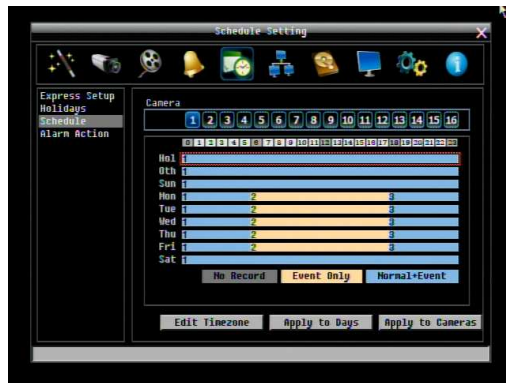 Schedule Setting X
Express Setup
Holidays
Schedule
Alarm Action
Camera
1 2 3 4 5 6 7 8 9 10 11 12 13 14 15 16
0 1 2 3 4 5 6 7 8 9 10 11 12 13 14 15 16 17 18 19 20 21 22 23
Hol 1
Oth 1
Sun 1
Mon 1 2 3
Tue 1 2 3
Wed 1 2 3
Thu 1 2 3
Fri 1 2 3
Sat 1
No Record Event Only Normal+Event
Edit Timezone Apply to Days Apply to Cameras